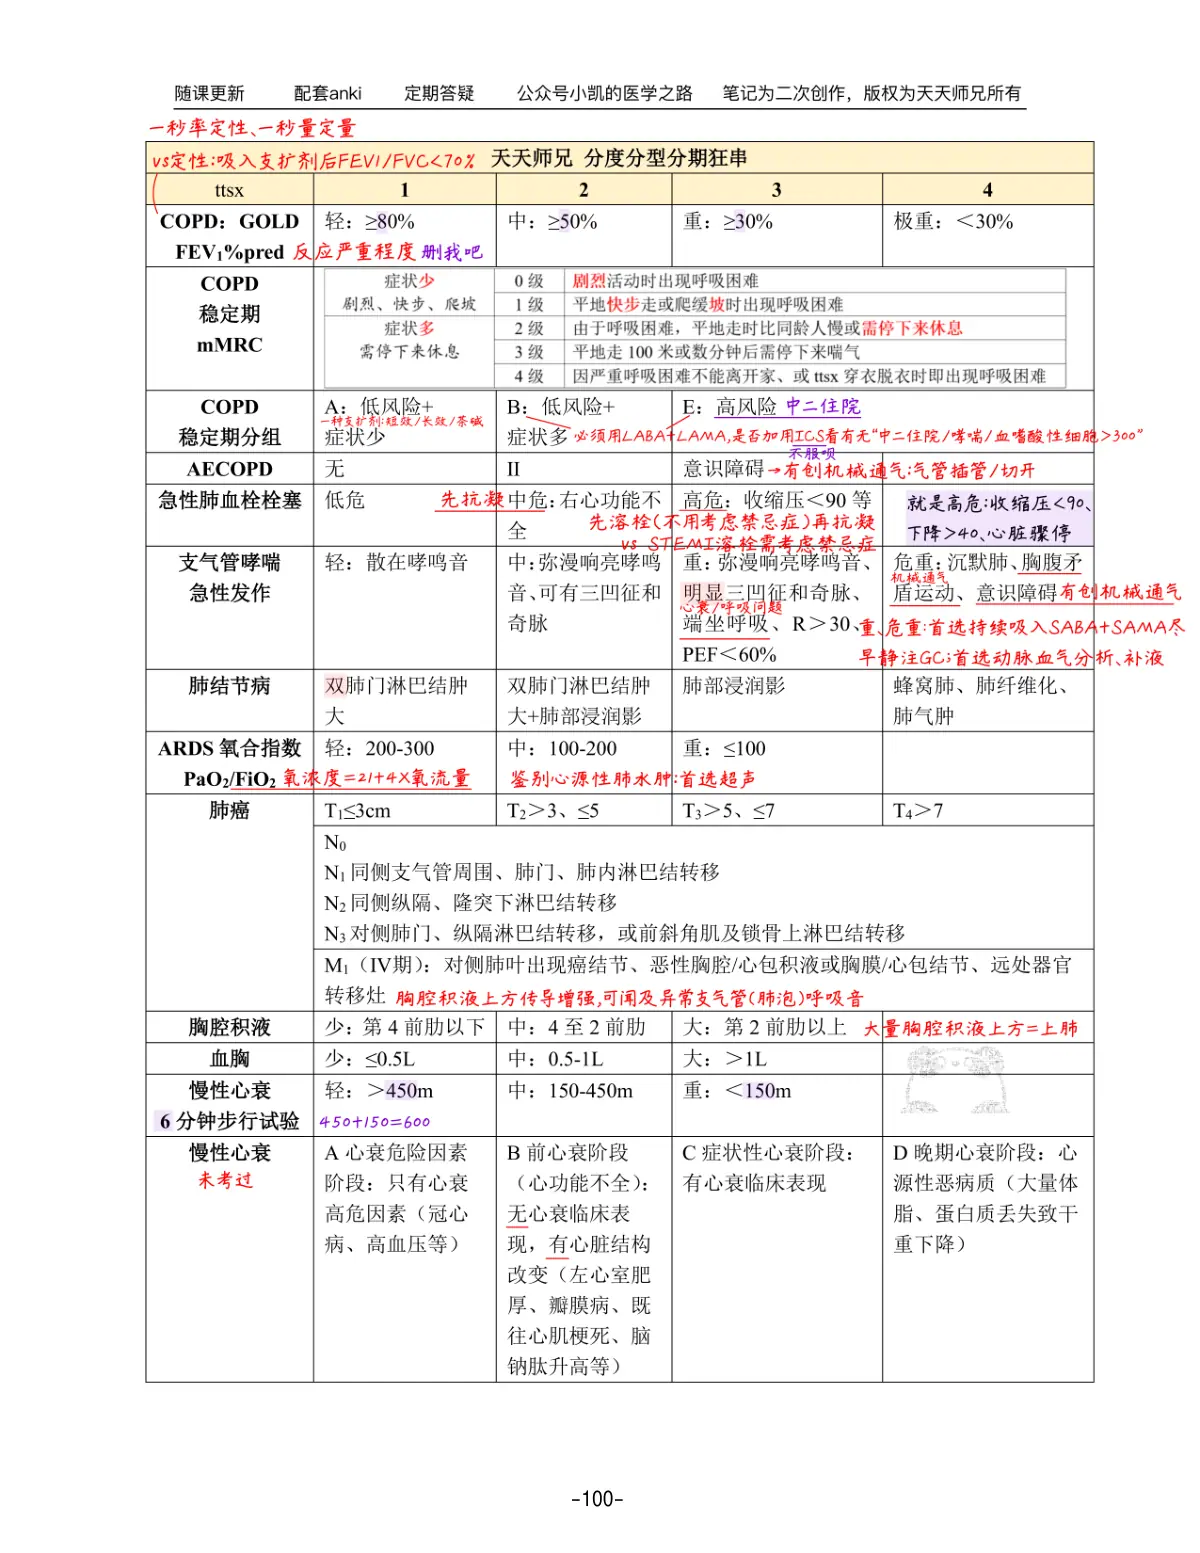 随课更新 配套anki 定期答疑 公众号小凯的医学之路 笔记为二次创作，版权为天天师兄所有
一秒率定性、一秒量定量
vs定性:吸入支扩剂后FEV1/FVC<70% 天天师兄 分度分型分期狂串
ttsx 1 2 3 4
COPD：GOLD 轻：≥80% 中：≥50% 重：≥30% 极重：＜30%
FEV₁%pred 反应严重程度 删我吧
COPD
稳定期
mMRC
症状少
剧烈、快步、爬坡
0 级 剧烈活动时出现呼吸困难
1 级 平地快步走或爬缓坡时出现呼吸困难
症状多
需停下来休息
2 级 由于呼吸困难，平地走时比同龄人慢或需停下来休息
3 级 平地走 100 米或数分钟后需停下来喘气
4 级 因严重呼吸困难不能离开家、或 ttsx 穿衣脱衣时即出现呼吸困难
COPD
稳定期分组
A：低风险+
一种支扩剂:短效/长效/茶碱
症状少
B：低风险+
症状多
E：高风险 中二住院
必须用LABA+LAMA,是否加用ICS看有无“中二住院/哮喘/血嗜酸性细胞>300”
不服呗
AECOPD 无 II 意识障碍→有创机械通气:气管插管/切开
急性肺血栓栓塞 低危 先抗凝 中危：右心功能不
全
高危：收缩压＜90 等
先溶栓(不用考虑禁忌症)再抗凝
vs STEMI溶栓需考虑禁忌症
就是高危:收缩压<90、
下降>40、心脏骤停
支气管哮喘
急性发作
轻：散在哮鸣音
中：弥漫响亮哮鸣
音、可有三凹征和
奇脉
重：弥漫响亮哮鸣音、
明显三凹征和奇脉、
心衰/呼吸问题
端坐呼吸、R＞30、
PEF＜60%
危重：沉默肺、胸腹矛
机械通气
盾运动、意识障碍 有创机械通气
重、危重:首选持续吸入SABA+SAMA尽
早静注GC;首选动脉血气分析、补液
肺结节病
双肺门淋巴结肿
大
双肺门淋巴结肿
大+肺部浸润影
肺部浸润影
蜂窝肺、肺纤维化、
肺气肿
ARDS 氧合指数 轻：200-300 中：100-200 重：≤100
PaO₂/FiO₂ 氧浓度=21+4X氧流量 鉴别心源性肺水肿:首选超声
肺癌 T₁≤3cm T₂＞3、≤5 T₃＞5、≤7 T₄＞7
N₀
N₁ 同侧支气管周围、肺门、肺内淋巴结转移
N₂ 同侧纵隔、隆突下淋巴结转移
N₃ 对侧肺门、纵隔淋巴结转移，或前斜角肌及锁骨上淋巴结转移
M₁（IV期）：对侧肺叶出现癌结节、恶性胸腔/心包积液或胸膜/心包结节、远处器官
转移灶 胸腔积液上方传导增强,可闻及异常支气管(肺泡)呼吸音
胸腔积液 少：第 4 前肋以下 中：4 至 2 前肋 大：第 2 前肋以上 大量胸腔积液上方=上肺
血胸 少：≤0.5L 中：0.5-1L 大：＞1L
慢性心衰 轻：＞450m 中：150-450m 重：＜150m
6 分钟步行试验 450+150=600
慢性心衰
未考过
A 心衰危险因素
阶段：只有心衰
高危因素（冠心
病、高血压等）
B 前心衰阶段
（心功能不全）：
无心衰临床表
现，有心脏结构
改变（左心室肥
厚、瓣膜病、既
往心肌梗死、脑
钠肽升高等）
C 症状性心衰阶段：
有心衰临床表现
D 晚期心衰阶段：心
源性恶病质（大量体
脂、蛋白质丢失致干
重下降）
-100-